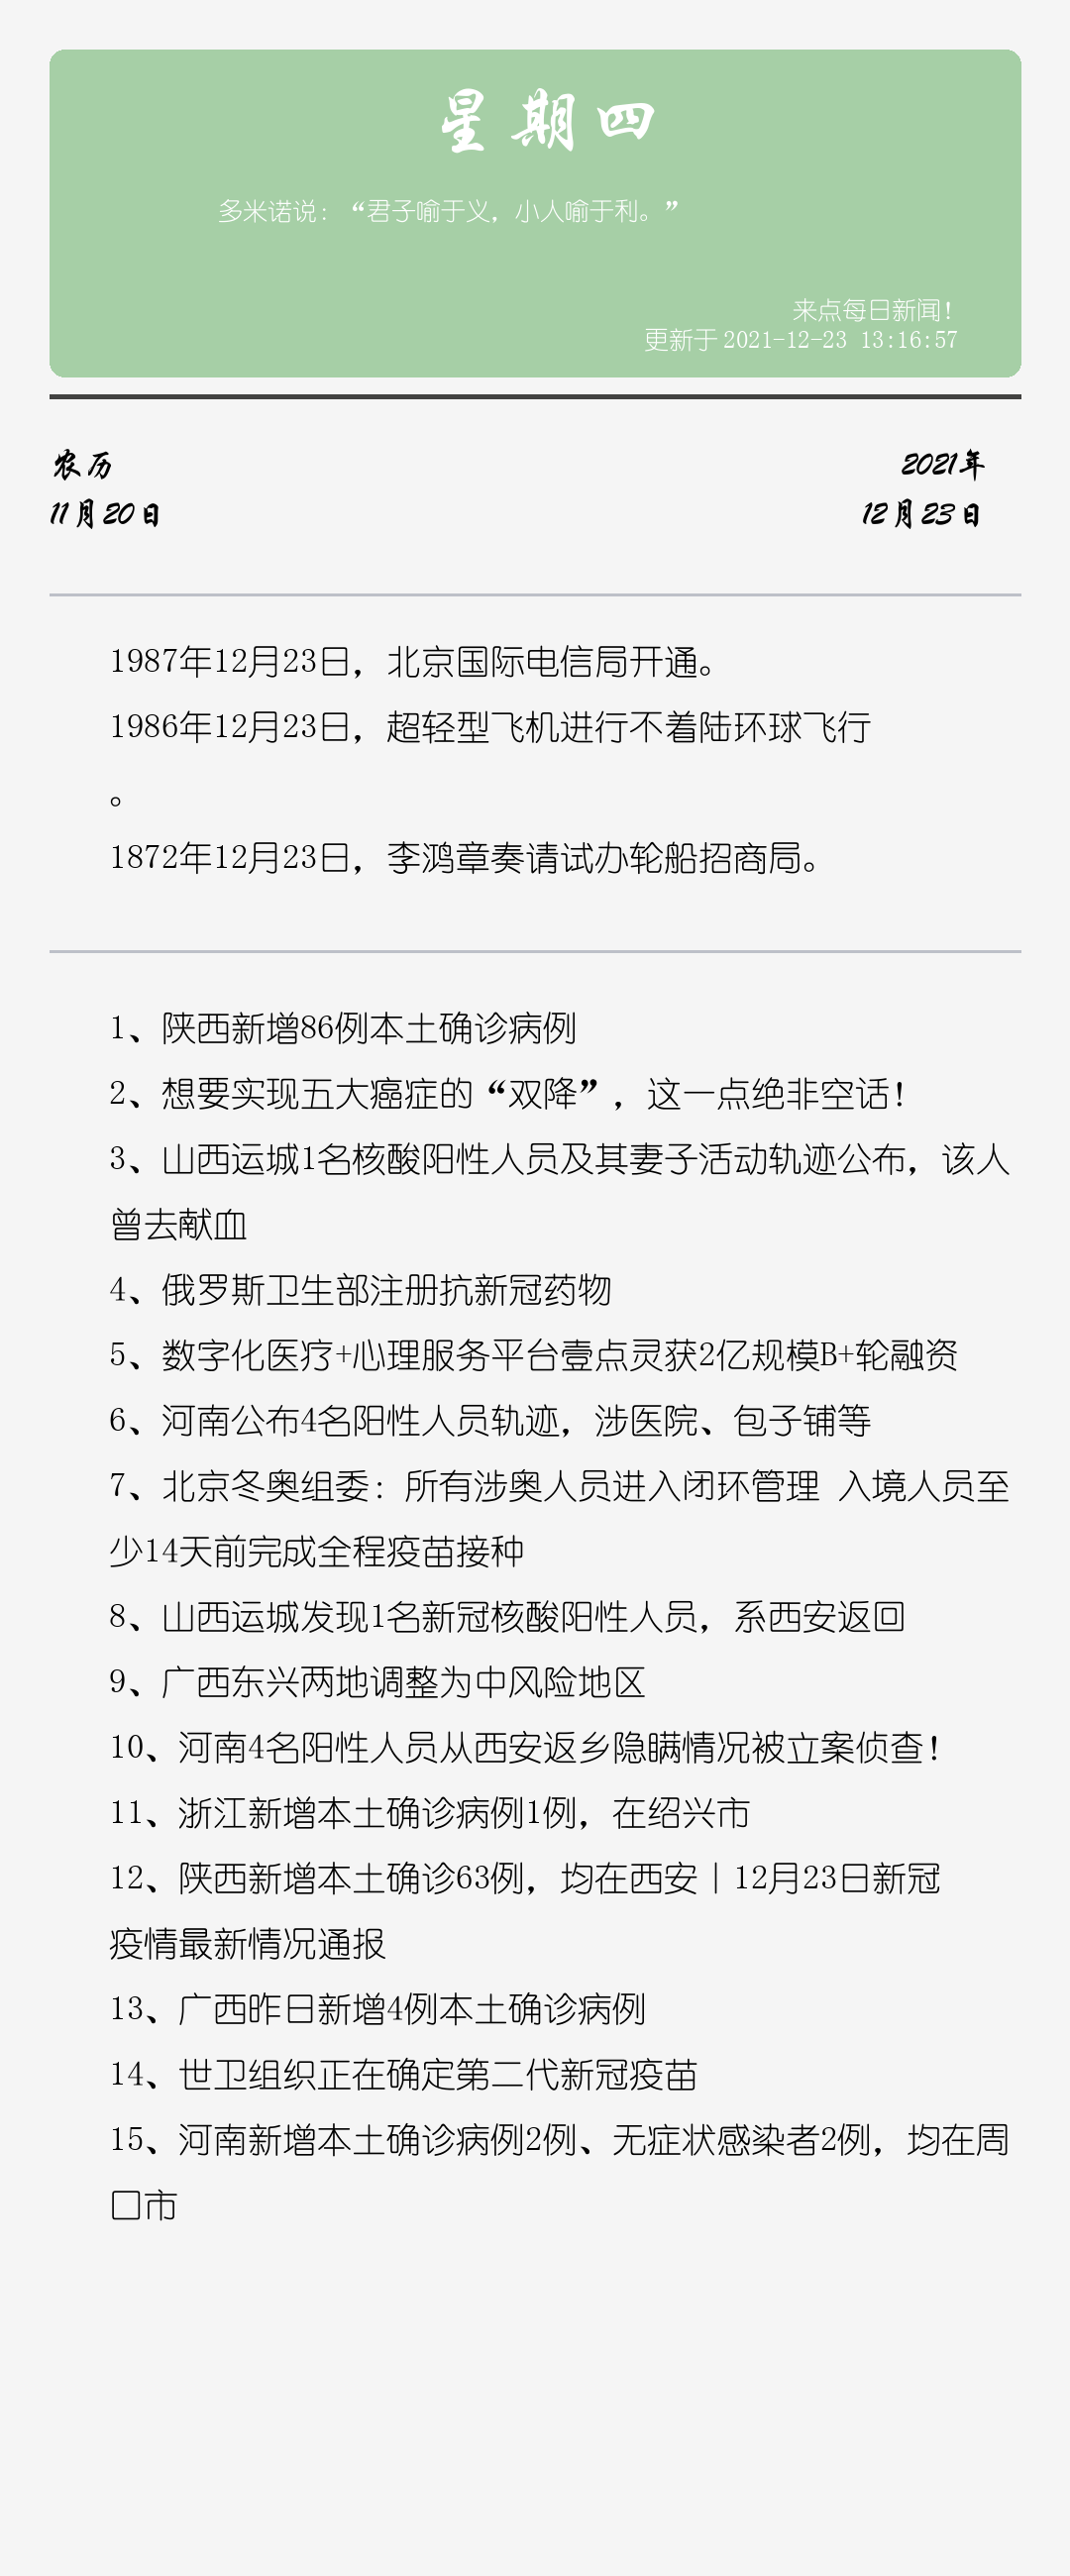 星期四
多米诺说：“君子喻于义，小人喻于利。”
来点每日新闻！
更新于2021-12-23 13:16:57
农历
2021年
11月20日
12月23日
1987年12月23日，北京国际电信局开通。
1986年12月23日，超轻型飞机进行不着陆环球飞行
。
1872年12月23日，李鸿章奏请试办轮船招商局。
1、陕西新增86例本土确诊病例
2、想要实现五大癌症的“双降”，这一点绝非空话！
3、山西运城1名核酸阳性人员及其妻子活动轨迹公布，该人
曾去献血
4、俄罗斯卫生部注册抗新冠药物
5、数字化医疗+心理服务平台壹点灵获2亿规模B+轮融资
6、河南公布4名阳性人员轨迹，涉医院、包子铺等
7、北京冬奥组委：所有涉奥人员进入闭环管理 入境人员至
少14天前完成全程疫苗接种
8、山西运城发现1名新冠核酸阳性人员，系西安返回
9、广西东兴两地调整为中风险地区
10、河南4名阳性人员从西安返乡隐瞒情况被立案侦查！
11、浙江新增本土确诊病例1例，在绍兴市
12、陕西新增本土确诊63例，均在西安｜12月23日新冠
疫情最新情况通报
13、广西昨日新增4例本土确诊病例
14、世卫组织正在确定第二代新冠疫苗
15、河南新增本土确诊病例2例、无症状感染者2例，均在周
口市